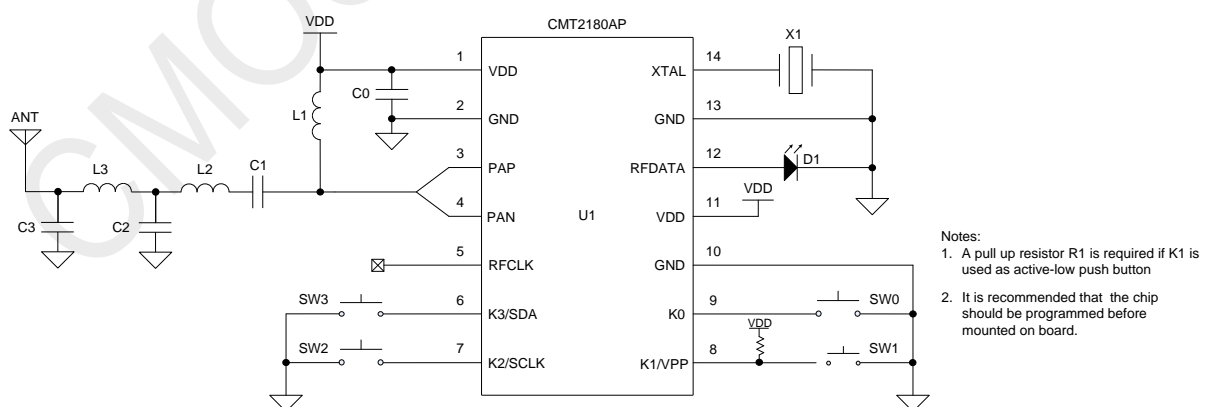 CMOS
CMT2180AP
VDD
X1
1
VDD
XTAL
14
C0
L1
2
GND
GND
13
ANT
3
PAP
RFDATA
12
D1
L3
L2
C1
VDD
4
PAN
U1
VDD
11
C3
C2
5
RFCLK
GND
10
SW3
6
K3/SDA
K0
9
SW0
VDD
SW2
7
K2/SCLK
K1/VPP
8
SW1
Notes:
1. A pull up resistor R1 is required if K1 is
used as active-low push button
2. It is recommended that the chip
should be programmed before
mounted on board.